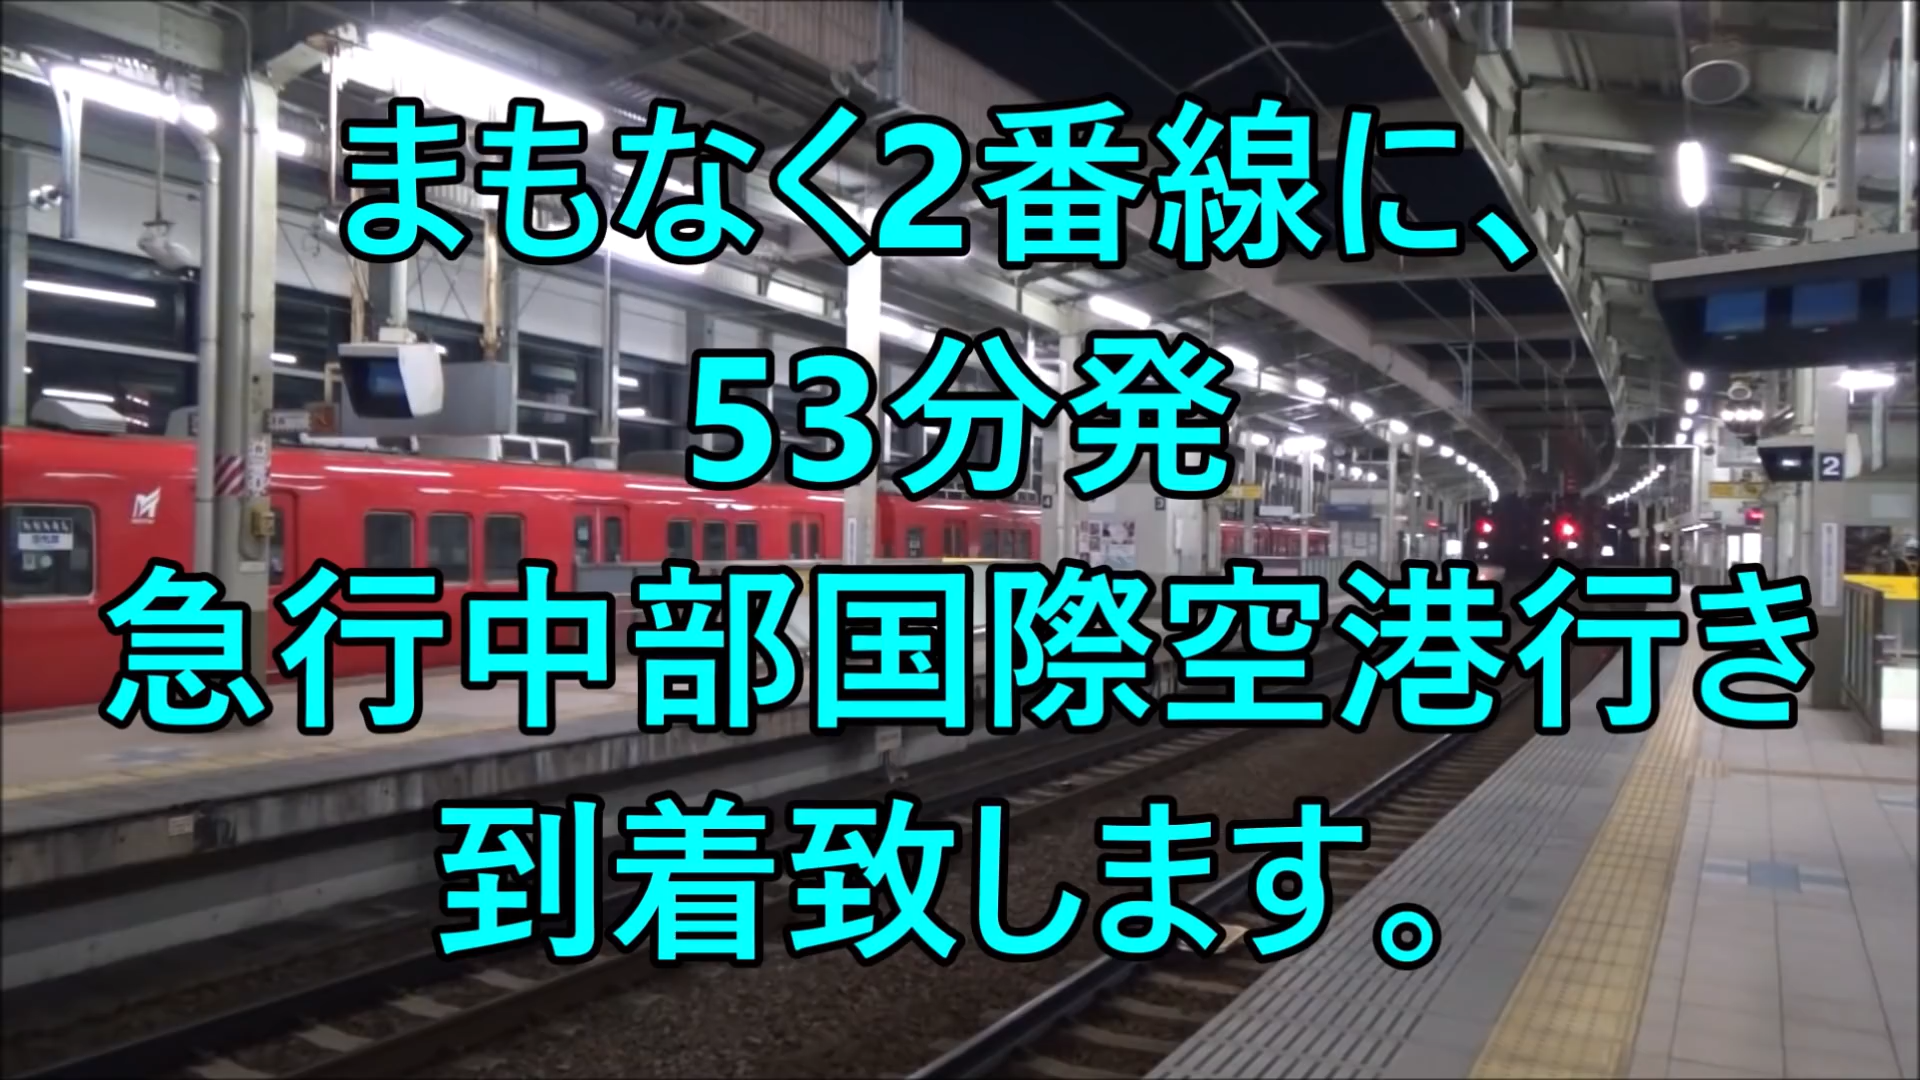 まもなく2番線に、
53分発
急行中部国際空港行き
到着致します。
2